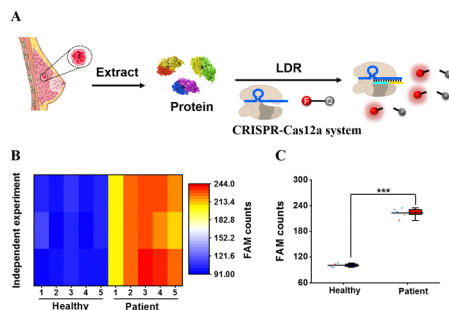 A
Extract
Protein
LDR
F
Q
CRISPR-Cas12a system
B
Independent experiment
1 2 3 4 5 1 2 3 4 5
Healthy Patient
244.0
213.4
182.8
152.2
121.6
91.00
FAM counts
C
FAM counts
300
240
180
120
60
***
Healthy Patient